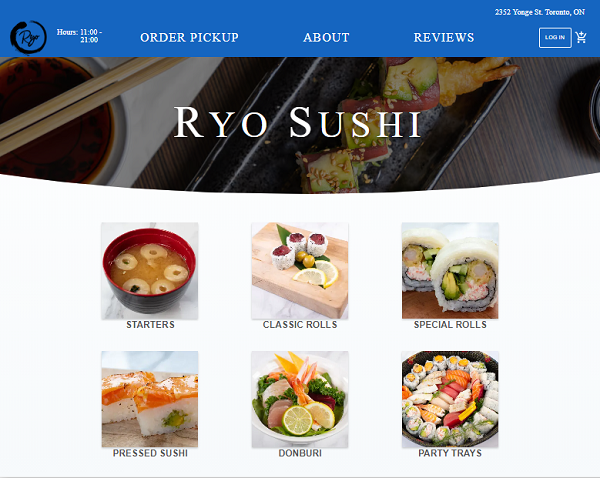 2352 Yonge St. Toronto, ON
Ryo
Hours: 11:00 -
21:00
ORDER PICKUP
ABOUT
REVIEWS
LOG IN
RYO SUSHI
STARTERS
CLASSIC ROLLS
SPECIAL ROLLS
PRESSED SUSHI
DONBURI
PARTY TRAYS